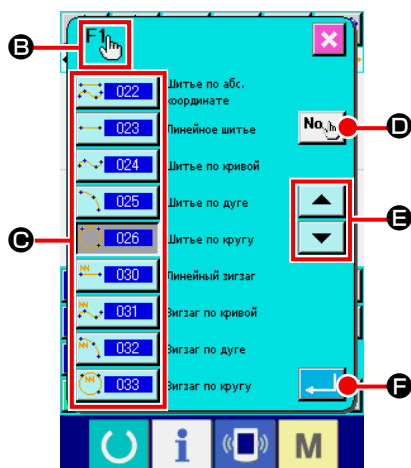 B
F1
022
Шитье по абс.
координате
023
Линейное шитье
No.
D
024
Шитье по кривой
025
Шитье по дуге
E
C
026
Шитье по кругу
030
Линейный зигзаг
031
Зигзаг по кривой
032
Зигзаг по дуге
033
Зигзаг по кругу
F
i
M